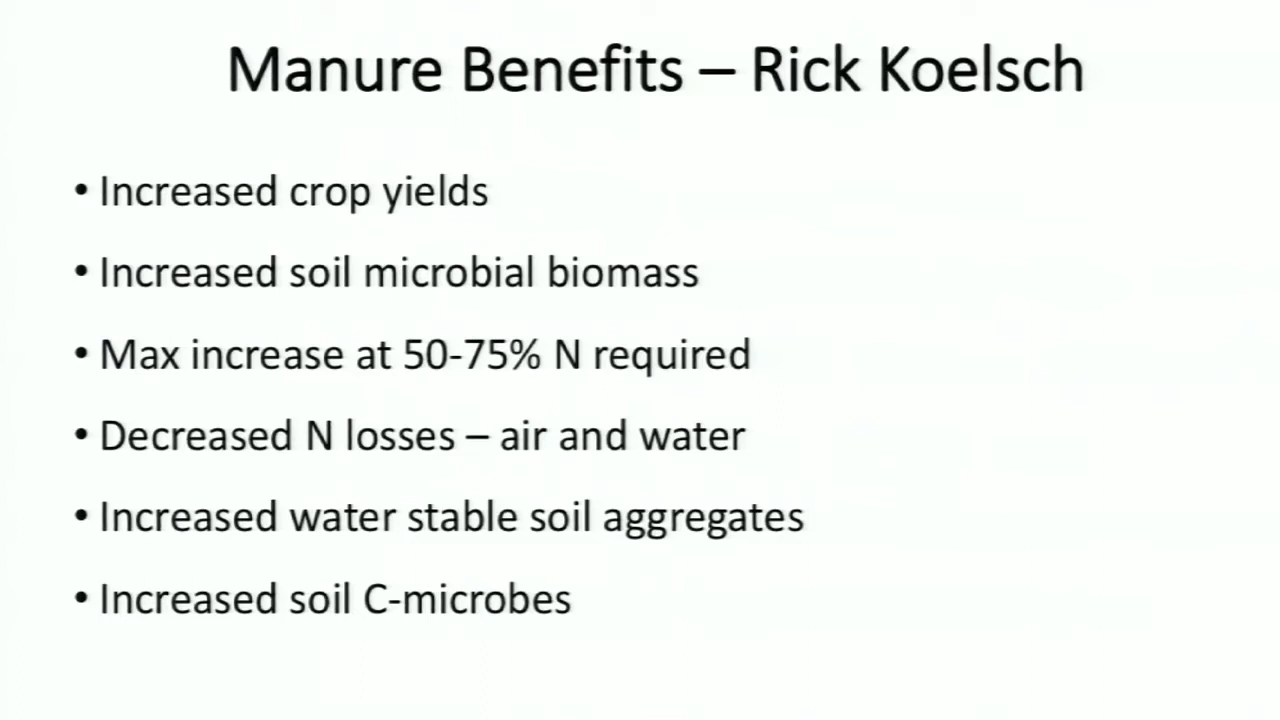 Manure Benefits – Rick Koelsch
• Increased crop yields
• Increased soil microbial biomass
• Max increase at 50-75% N required
• Decreased N losses – air and water
• Increased water stable soil aggregates
• Increased soil C-microbes